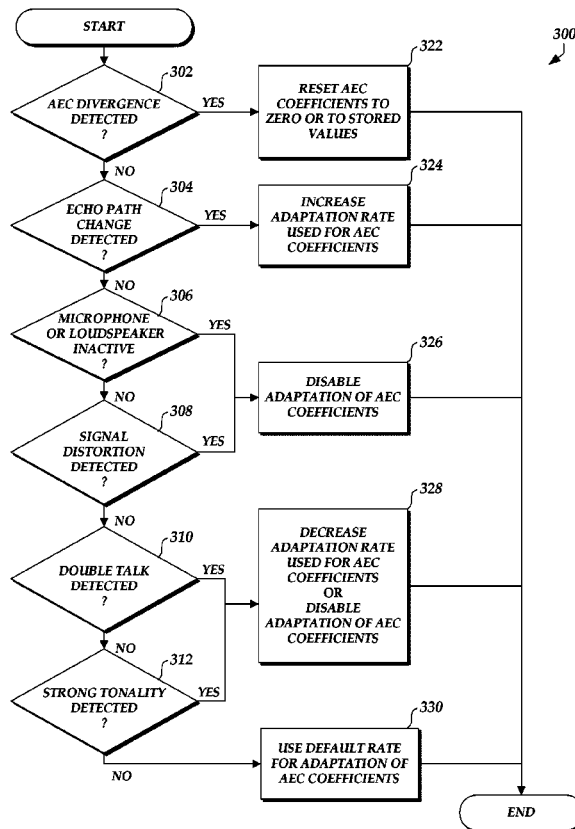 START
300
302
AEC DIVERGENCE
DETECTED
?
YES
NO
322
RESET AEC
COEFFICIENTS TO
ZERO OR TO STORED
VALUES
304
ECHO PATH
CHANGE
DETECTED
?
YES
NO
324
INCREASE
ADAPTATION RATE
USED FOR AEC
COEFFICIENTS
306
MICROPHONE
OR LOUDSPEAKER
INACTIVE
?
YES
NO
326
DISABLE
ADAPTATION OF AEC
COEFFICIENTS
308
SIGNAL
DISTORTION
DETECTED
?
YES
NO
310
DOUBLE TALK
DETECTED
?
YES
NO
328
DECREASE
ADAPTATION RATE
USED FOR AEC
COEFFICIENTS
OR
DISABLE
ADAPTATION OF AEC
COEFFICIENTS
312
STRONG TONALITY
DETECTED
?
YES
NO
330
USE DEFAULT RATE
FOR ADAPTATION OF
AEC COEFFICIENTS
END